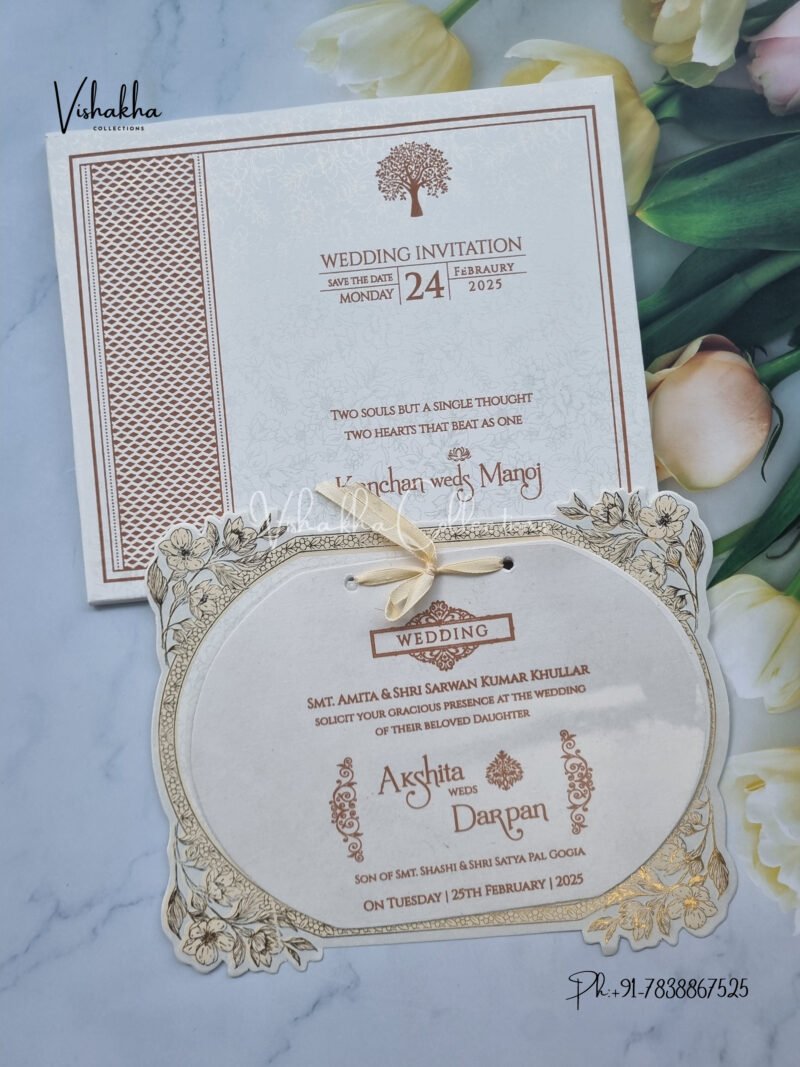 Vishakha
COLLECTIONS
WEDDING INVITATION
SAVE THE DATE
MONDAY
24
FEBRAURY
2025
TWO SOULS BUT A SINGLE THOUGHT
TWO HEARTS THAT BEAT AS ONE
Kanchan weds Manoj
Vishakha Collections
WEDDING
SMT. AMITA & SHRI SARWAN KUMAR KHULLAR
SOLICIT YOUR GRACIOUS PRESENCE AT THE WEDDING
OF THEIR BELOVED DAUGHTER
Akshita
WEDS
Darpan
SON OF SMT. SHASHI & SHRI SATYA PAL GOGIA
ON TUESDAY | 25TH FEBRUARY | 2025
Ph:+91-7838867525